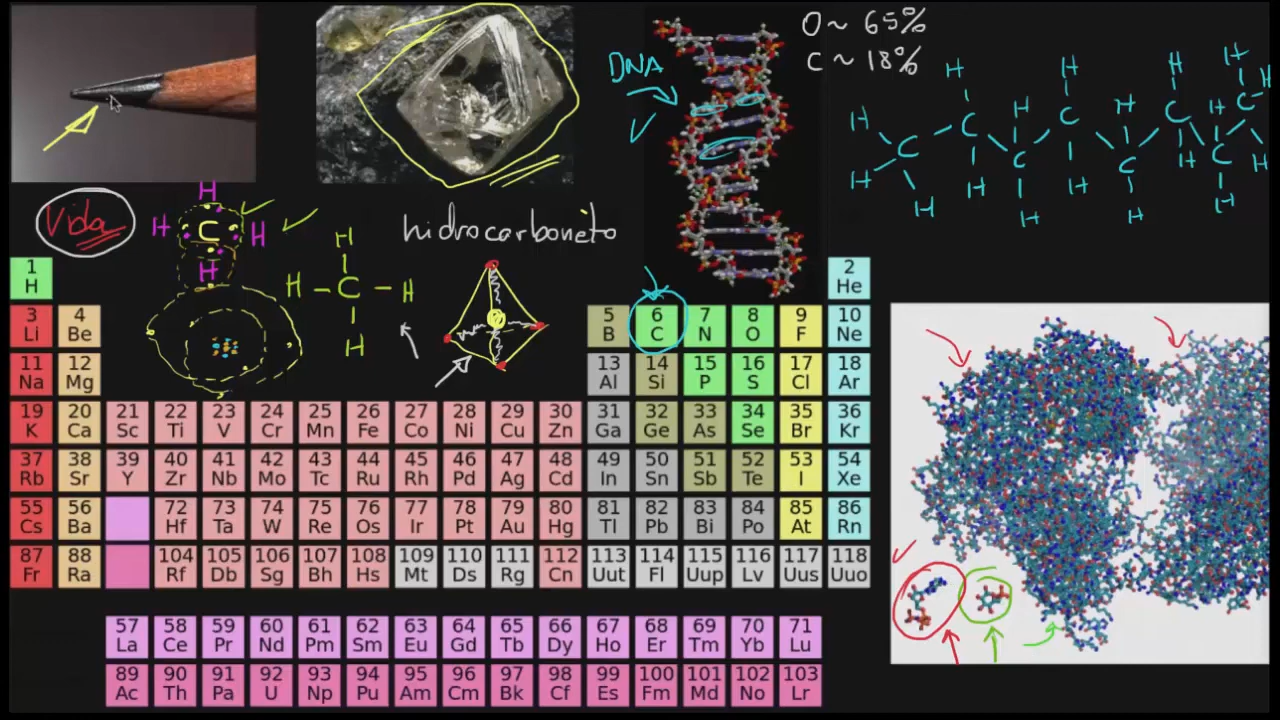 O ~ 65%
C ~ 18%
DNA
H H H H
H H H H H
C C C C C C C C
H H H H H H
H H H H
Vida
H
H C H
H
hidrocarboneto
H
H - C - H
H
1 2
H He
3 4 5 6 7 8 9 10
Li Be B C N O F Ne
11 12 13 14 15 16 17 18
Na Mg Al Si P S Cl Ar
19 20 21 22 23 24 25 26 27 28 29 30 31 32 33 34 35 36
K Ca Sc Ti V Cr Mn Fe Co Ni Cu Zn Ga Ge As Se Br Kr
37 38 39 40 41 42 43 44 45 46 47 48 49 50 51 52 53 54
Rb Sr Y Zr Nb Mo Tc Ru Rh Pd Ag Cd In Sn Sb Te I Xe
55 56 72 73 74 75 76 77 78 79 80 81 82 83 84 85 86
Cs Ba Hf Ta W Re Os Ir Pt Au Hg Tl Pb Bi Po At Rn
87 88 104 105 106 107 108 109 110 111 112 113 114 115 116 117 118
Fr Ra Rf Db Sg Bh Hs Mt Ds Rg Cn Uut Fl Uup Lv Uus Uuo
57 58 59 60 61 62 63 64 65 66 67 68 69 70 71
La Ce Pr Nd Pm Sm Eu Gd Tb Dy Ho Er Tm Yb Lu
89 90 91 92 93 94 95 96 97 98 99 100 101 102 103
Ac Th Pa U Np Pu Am Cm Bk Cf Es Fm Md No Lr